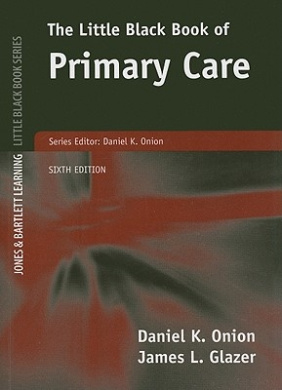 The Little Black Book of
Primary Care
Series Editor: Daniel K. Onion
SIXTH EDITION
JONES & BARTLETT LEARNING LITTLE BLACK BOOK SERIES
Daniel K. Onion
James L. Glazer